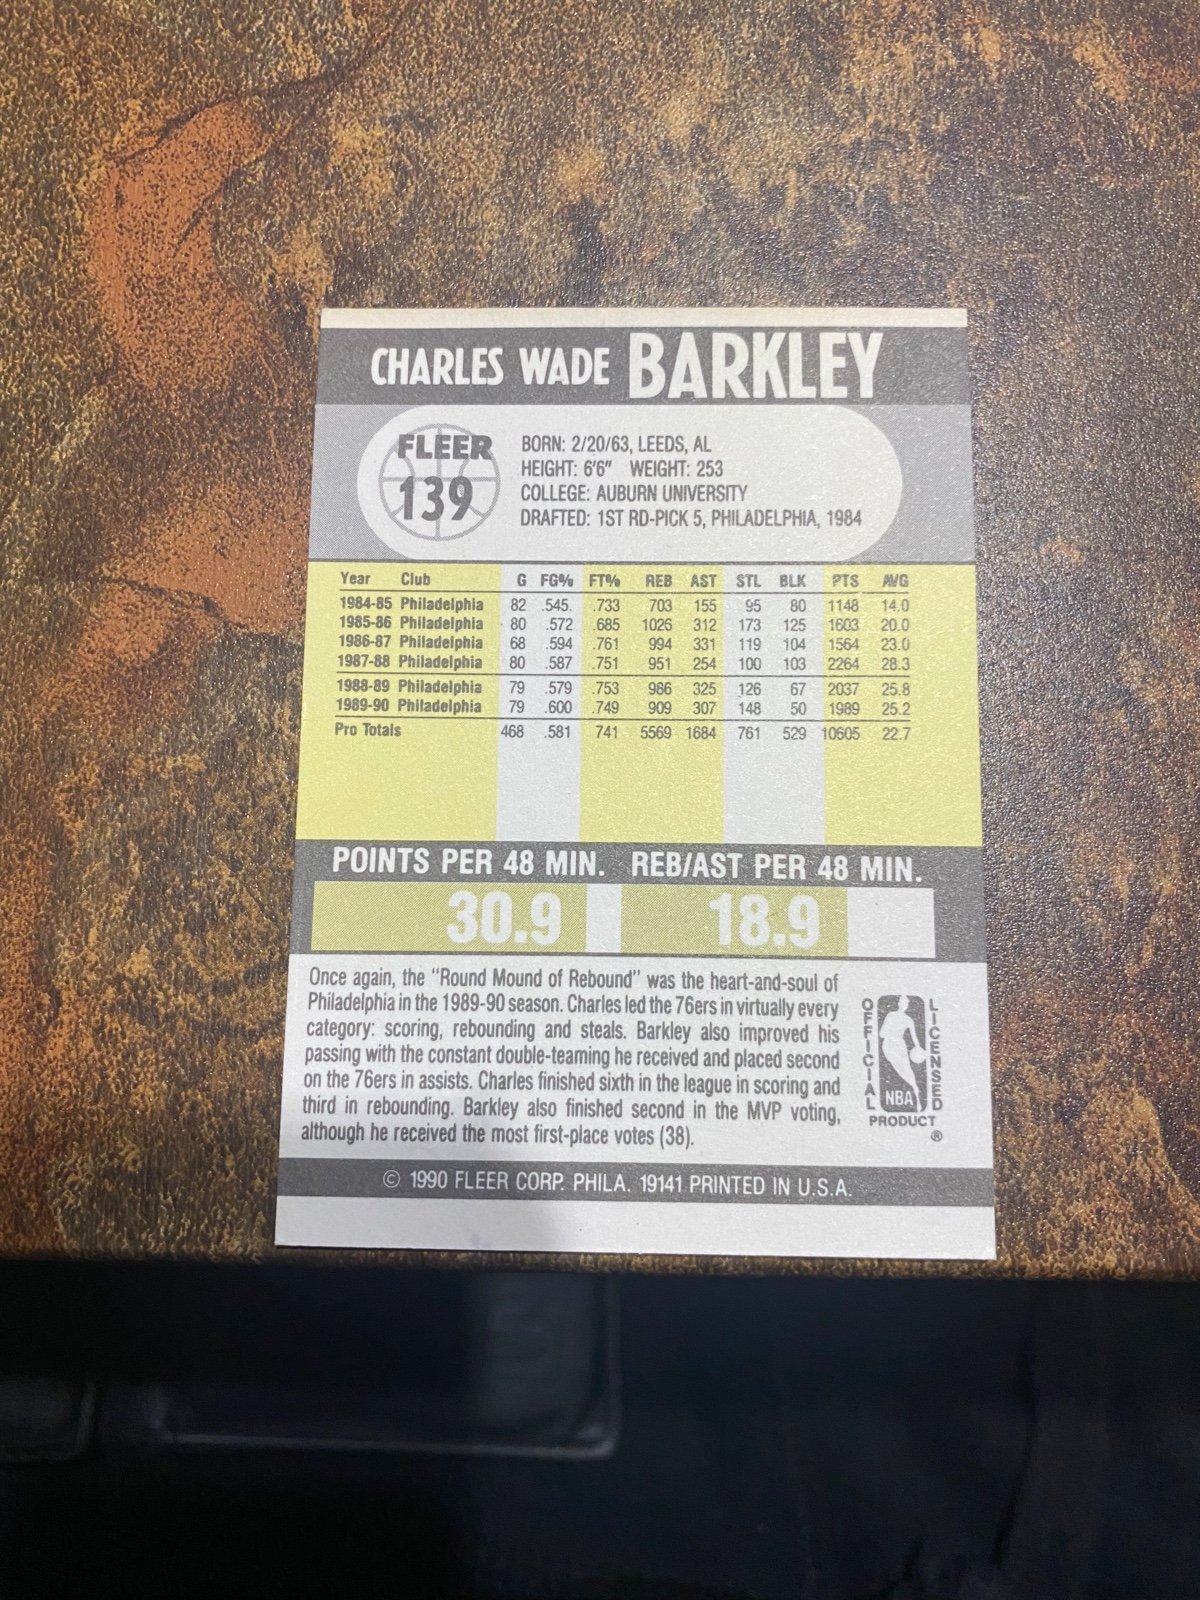 CHARLES WADE BARKLEY
FLEER
139
BORN: 2/20/63, LEEDS, AL
HEIGHT: 6'6" WEIGHT: 253
COLLEGE: AUBURN UNIVERSITY
DRAFTED: 1ST RD-PICK 5, PHILADELPHIA, 1984
Year Club G FG% FT% REB AST STL BLK PTS AVG
1984-85 Philadelphia 82 .545. .733 703 155 95 80 1148 14.0
1985-86 Philadelphia 80 .572 .685 1026 312 173 125 1603 20.0
1986-87 Philadelphia 68 .594 .761 994 331 119 104 1564 23.0
1987-88 Philadelphia 80 .587 .751 951 254 100 103 2264 28.3
1988-89 Philadelphia 79 .579 .753 986 325 126 67 2037 25.8
1989-90 Philadelphia 79 .600 .749 909 307 148 50 1989 25.2
Pro Totals 468 .581 741 5569 1684 761 529 10605 22.7
POINTS PER 48 MIN. REB/AST PER 48 MIN.
30.9 18.9
Once again, the "Round Mound of Rebound" was the heart-and-soul of
Philadelphia in the 1989-90 season. Charles led the 76ers in virtually every
category: scoring, rebounding and steals. Barkley also improved his
passing with the constant double-teaming he received and placed second
on the 76ers in assists. Charles finished sixth in the league in scoring and
third in rebounding. Barkley also finished second in the MVP voting,
although he received the most first-place votes (38).
OFFICIAL
LICENSED
NBA
PRODUCT
®
© 1990 FLEER CORP. PHILA. 19141 PRINTED IN U.S.A.